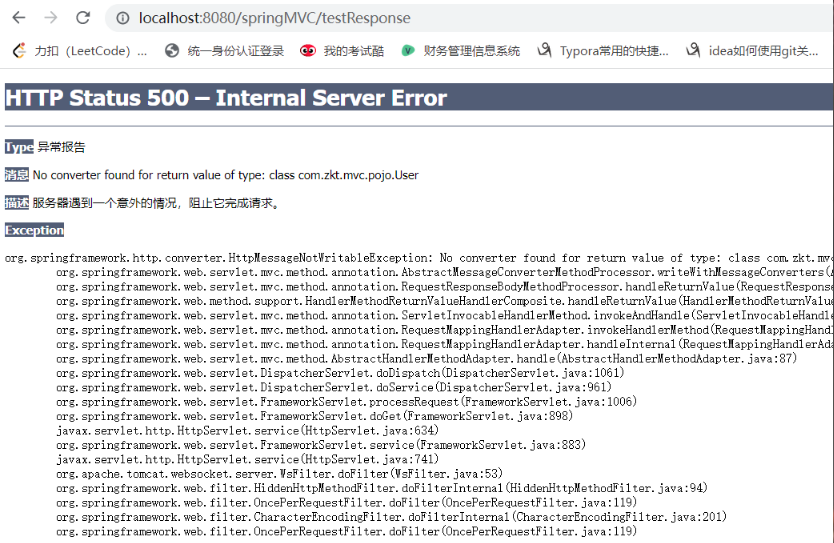 localhost:8080/springMVC/testResponse
力扣（LeetCode）... 统一身份认证登录 我的考试酷 财务管理信息系统 Typora常用的快捷... idea如何使用git关...
HTTP Status 500 – Internal Server Error
Type 异常报告
消息 No converter found for return value of type: class com.zkt.mvc.pojo.User
描述 服务器遇到一个意外的情况，阻止它完成请求。
Exception
org.springframework.http.converter.HttpMessageNotWritableException: No converter found for return value of type: class com.zkt.mvc
org.springframework.web.servlet.mvc.method.annotation.AbstractMessageConverterMethodProcessor.writeWithMessageConverters(
org.springframework.web.servlet.mvc.method.annotation.RequestResponseBodyMethodProcessor.handleReturnValue(RequestResponse
org.springframework.web.method.support.HandlerMethodReturnValueHandlerComposite.handleReturnValue(HandlerMethodReturnValu
org.springframework.web.servlet.mvc.method.annotation.ServletInvocableHandlerMethod.invokeAndHandle(ServletInvocableHandle
org.springframework.web.servlet.mvc.method.annotation.RequestMappingHandlerAdapter.invokeHandlerMethod(RequestMappingHand
org.springframework.web.servlet.mvc.method.annotation.RequestMappingHandlerAdapter.handleInternal(RequestMappingHandlerAda
org.springframework.web.servlet.mvc.method.AbstractHandlerMethodAdapter.handle(AbstractHandlerMethodAdapter.java:87)
org.springframework.web.servlet.DispatcherServlet.doDispatch(DispatcherServlet.java:1061)
org.springframework.web.servlet.DispatcherServlet.doService(DispatcherServlet.java:961)
org.springframework.web.servlet.FrameworkServlet.processRequest(FrameworkServlet.java:1006)
org.springframework.web.servlet.FrameworkServlet.doGet(FrameworkServlet.java:898)
javax.servlet.http.HttpServlet.service(HttpServlet.java:634)
org.springframework.web.servlet.FrameworkServlet.service(FrameworkServlet.java:883)
javax.servlet.http.HttpServlet.service(HttpServlet.java:741)
org.apache.tomcat.websocket.server.WsFilter.doFilter(WsFilter.java:53)
org.springframework.web.filter.HiddenHttpMethodFilter.doFilterInternal(HiddenHttpMethodFilter.java:94)
org.springframework.web.filter.OncePerRequestFilter.doFilter(OncePerRequestFilter.java:119)
org.springframework.web.filter.CharacterEncodingFilter.doFilterInternal(CharacterEncodingFilter.java:201)
org.springframework.web.filter.OncePerRequestFilter.doFilter(OncePerRequestFilter.java:119)